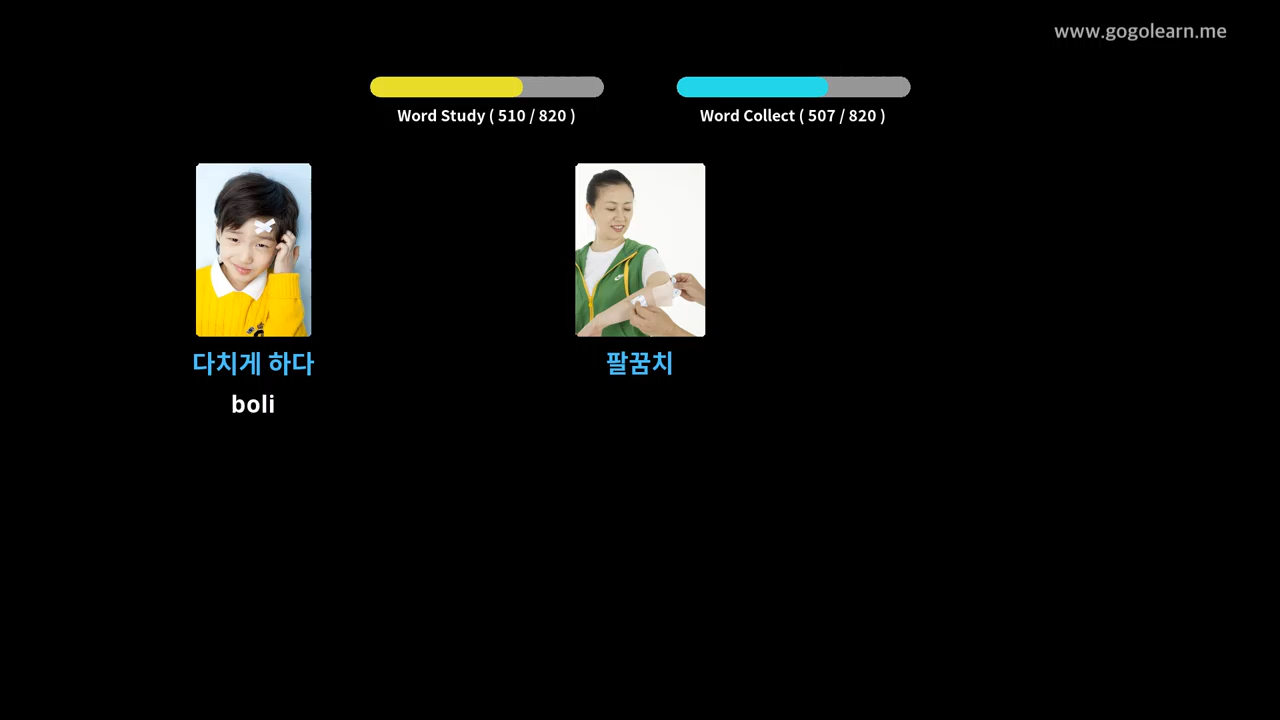 www.gogolearn.me
Word Study ( 510 / 820 )
Word Collect ( 507 / 820 )
다치게 하다
팔꿈치
boli